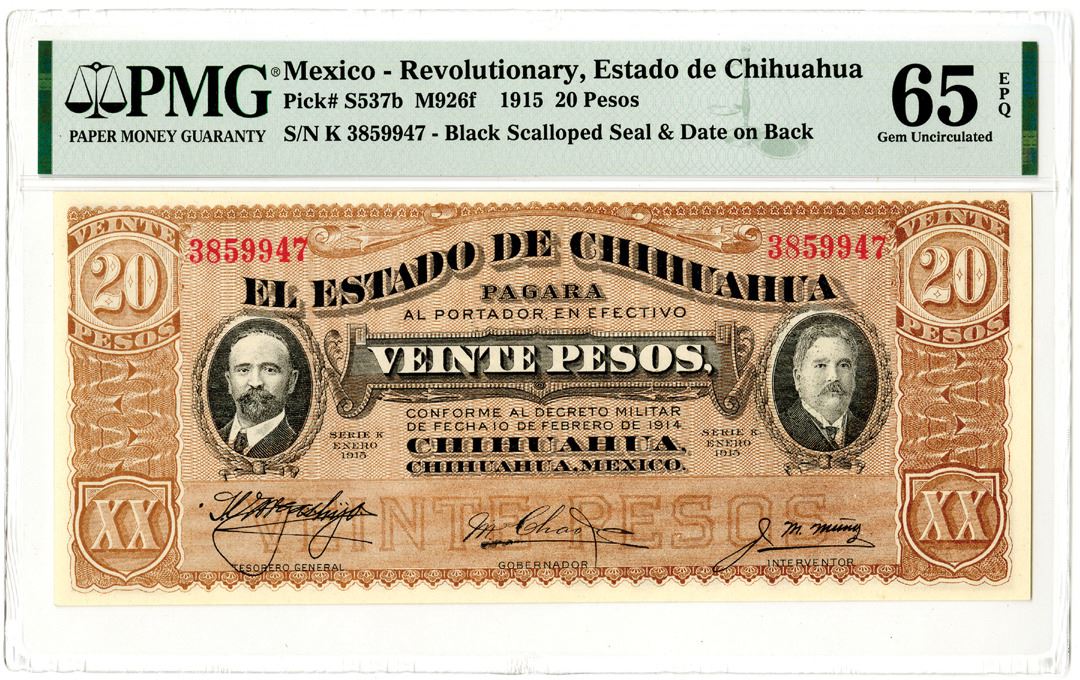 PMG®
PAPER MONEY GUARANTY
Mexico - Revolutionary, Estado de Chihuahua
Pick# S537b M926f 1915 20 Pesos
S/N K 3859947 - Black Scalloped Seal & Date on Back
65
EPQ
Gem Uncirculated
VEINTE
20
PESOS
3859947
3859947
VEINTE
20
PESOS
EL ESTADO DE CHIHUAHUA
PAGARA
AL PORTADOR EN EFECTIVO
VEINTE PESOS,
CONFORME AL DECRETO MILITAR
DE FECHA 10 DE FEBRERO DE 1914
CHIHUAHUA,
CHIHUAHUA, MEXICO.
SERIE K
ENERO
1915
SERIE K
ENERO
1915
XX
VEINTE PESOS
XX
J. M. Mung
TESORERO GENERAL
GOBERNADOR
INTERVENTOR